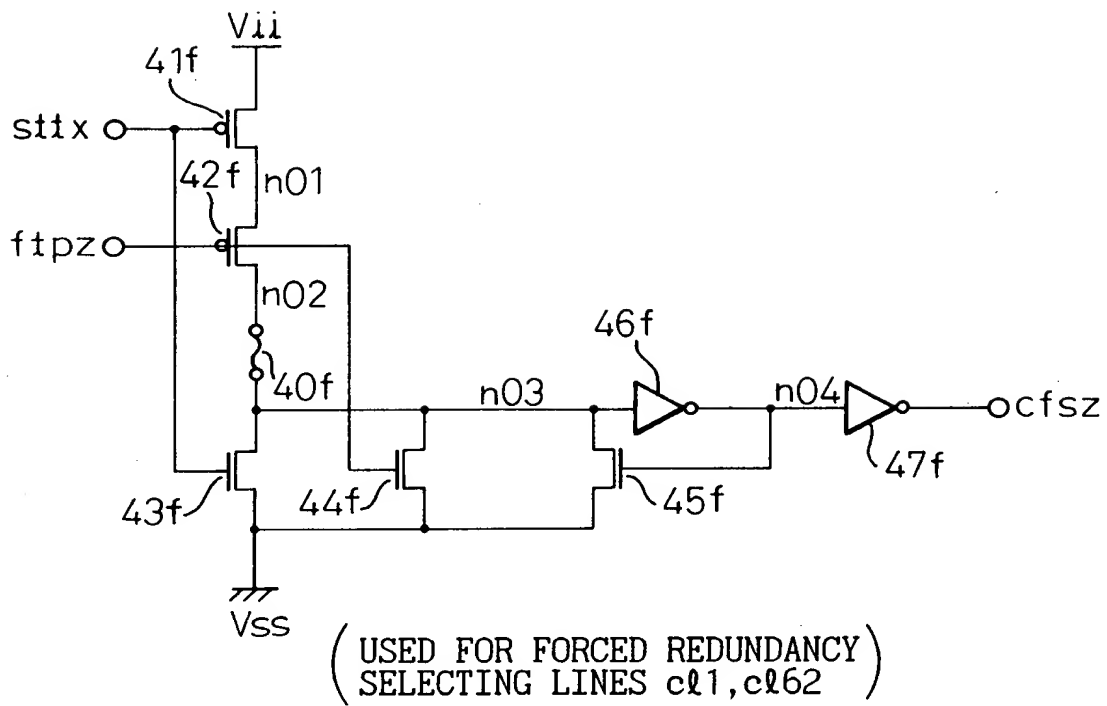 Vii
41f
sttx
42f
n01
ftpz
n02
46f
40f
n03
n04
cfsz
43f
44f
45f
47f
Vss
(USED FOR FORCED REDUNDANCY
SELECTING LINES cℓ1,cℓ62)